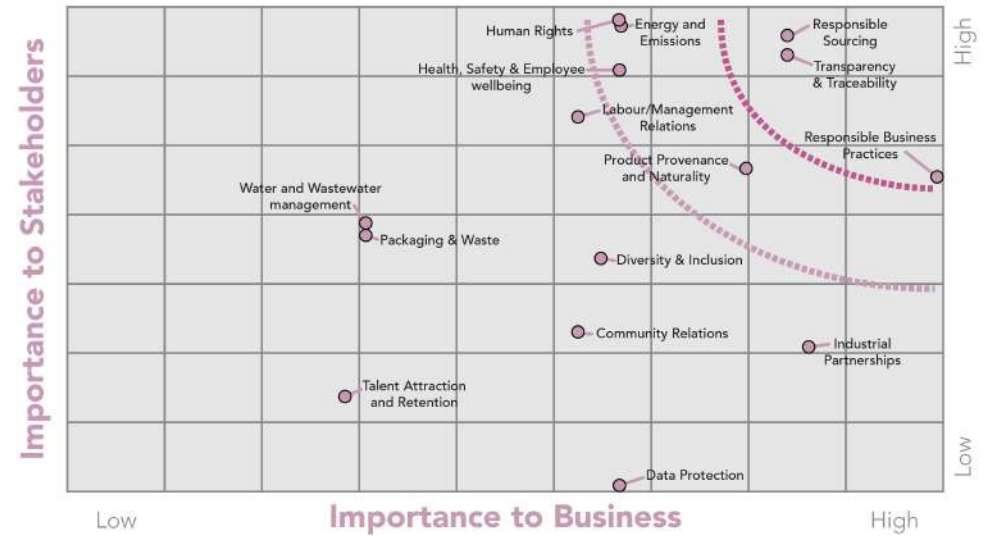 Importance to Stakeholders
High
Low
Human Rights
Energy and
Emissions
Responsible
Sourcing
Health, Safety & Employee
wellbeing
Transparency
& Traceability
Labour/Management
Relations
Responsible Business
Practices
Product Provenance
and Naturality
Water and Wastewater
management
Packaging & Waste
Diversity & Inclusion
Community Relations
Industrial
Partnerships
Talent Attraction
and Retention
Data Protection
Low
Importance to Business
High